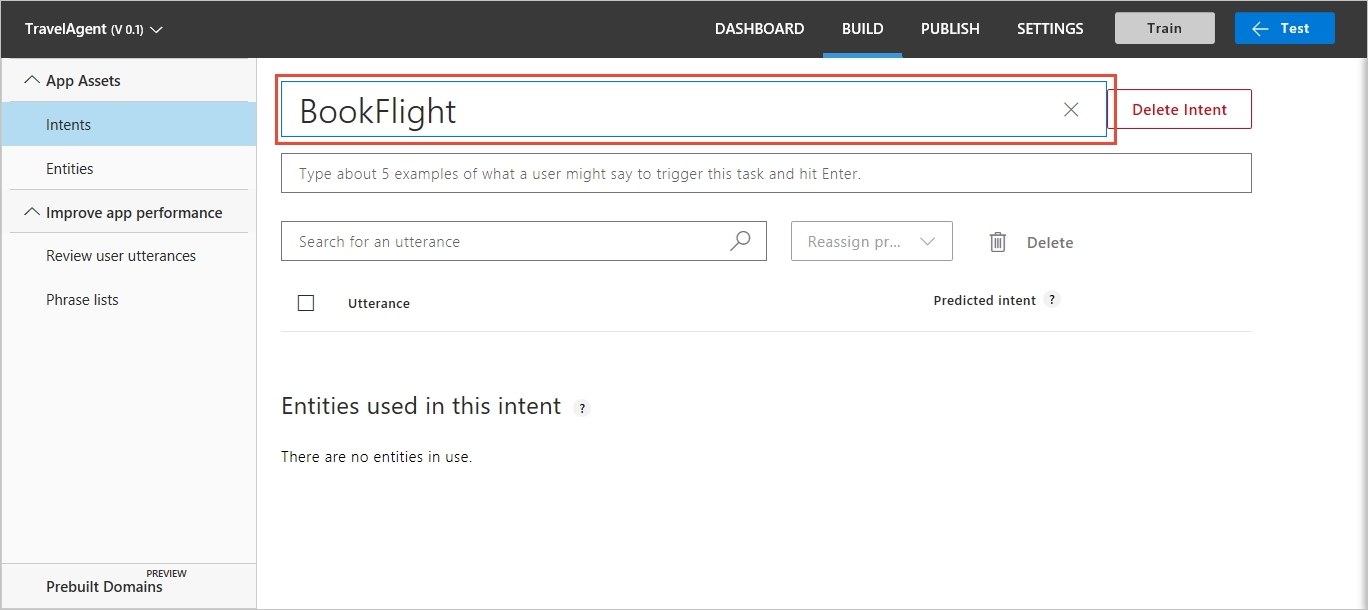 TravelAgent (V 0.1) DASHBOARD BUILD PUBLISH SETTINGS Train Test
App Assets
BookFlight
Delete Intent
Intents
Entities
Type about 5 examples of what a user might say to trigger this task and hit Enter.
Improve app performance
Search for an utterance
Reassign pr...
Delete
Review user utterances
Phrase lists
Utterance
Predicted intent ?
Entities used in this intent ?
There are no entities in use.
PREVIEW
Prebuilt Domains